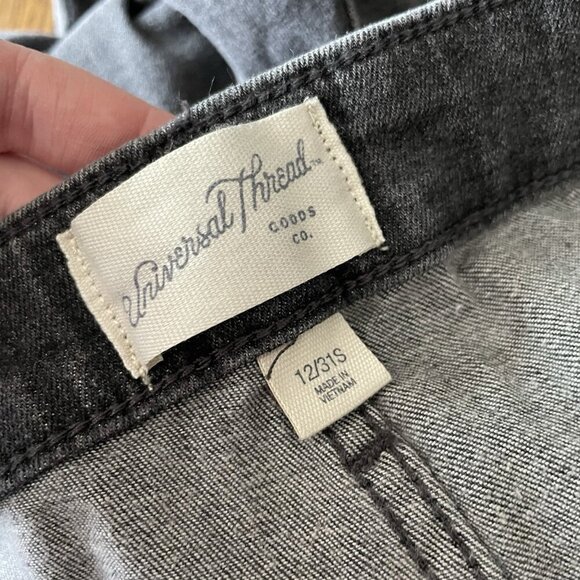 Universal Thread™
GOODS
CO.
12/31S
MADE IN
VIETNAM